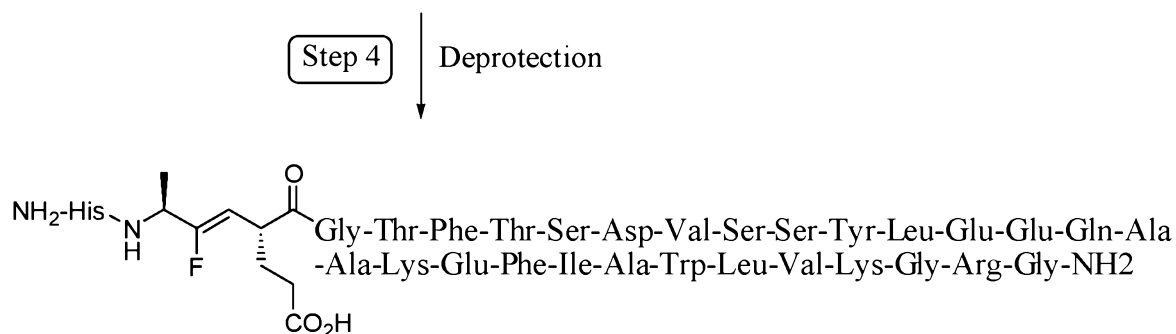 Step 4 Deprotection
O
NH2-His
N
H
F
CO2H
Gly-Thr-Phe-Thr-Ser-Asp-Val-Ser-Ser-Tyr-Leu-Glu-Glu-Gln-Ala
-Ala-Lys-Glu-Phe-Ile-Ala-Trp-Leu-Val-Lys-Gly-Arg-Gly-NH2